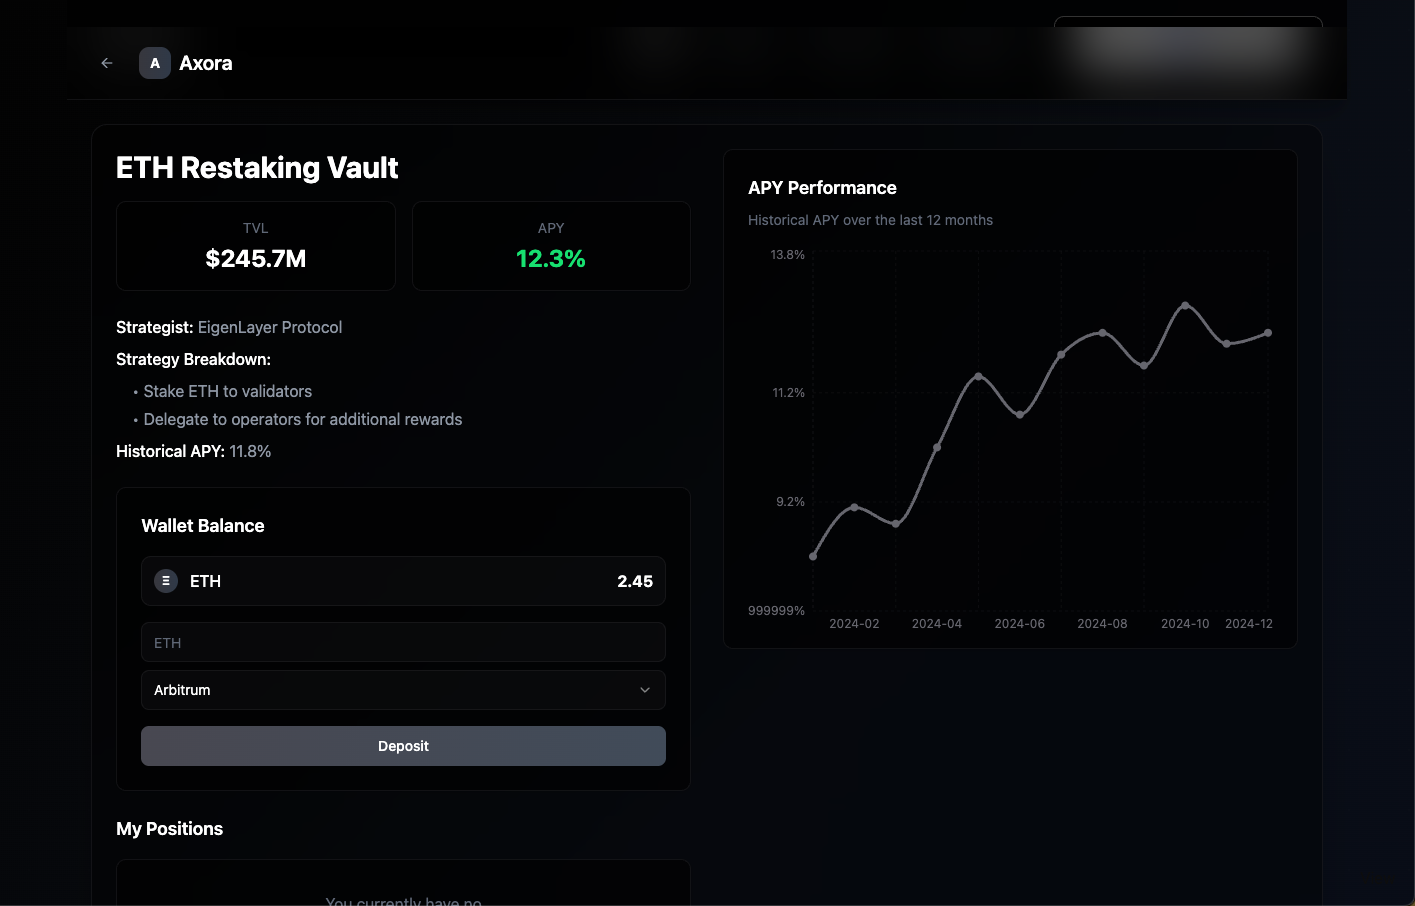 A Axora
ETH Restaking Vault
TVL
$245.7M
APY
12.3%
Strategist: EigenLayer Protocol
Strategy Breakdown:
• Stake ETH to validators
• Delegate to operators for additional rewards
Historical APY: 11.8%
Wallet Balance
ETH 2.45
ETH
Arbitrum
Deposit
My Positions
You currently have no
APY Performance
Historical APY over the last 12 months
13.8%
11.2%
9.2%
999999%
2024-02 2024-04 2024-06 2024-08 2024-10 2024-12